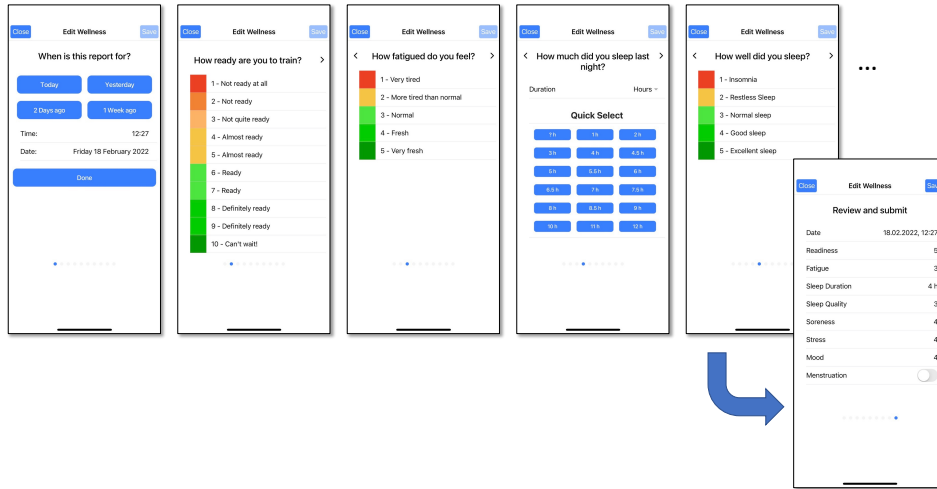 Close Edit Wellness Save
When is this report for?
Today Yesterday
2 Days ago 1 Week ago
Time: 12:27
Date: Friday 18 February 2022
Done
Close Edit Wellness Save
How ready are you to train? >
1 - Not ready at all
2 - Not ready
3 - Not quite ready
4 - Almost ready
5 - Almost ready
6 - Ready
7 - Ready
8 - Definitely ready
9 - Definitely ready
10 - Can't wait!
Close Edit Wellness Save
< How fatigued do you feel? >
1 - Very tired
2 - More tired than normal
3 - Normal
4 - Fresh
5 - Very fresh
Close Edit Wellness Save
< How much did you sleep last >
night?
Duration Hours
Quick Select
1 h 2 h
3 h 4 h 4.5 h
5 h 5.5 h 6 h
6.5 h 7 h 7.5 h
8 h 8.5 h 9 h
10 h 11 h 12 h
Close Edit Wellness Save
< How well did you sleep? >
1 - Insomnia
2 - Restless Sleep
3 - Normal sleep
4 - Good sleep
5 - Excellent sleep
...
Close Edit Wellness Sav
Review and submit
Date 18.02.2022, 12:27
Readiness 5
Fatigue 3
Sleep Duration 4 h
Sleep Quality 3
Soreness 4
Stress 4
Mood 4
Menstruation